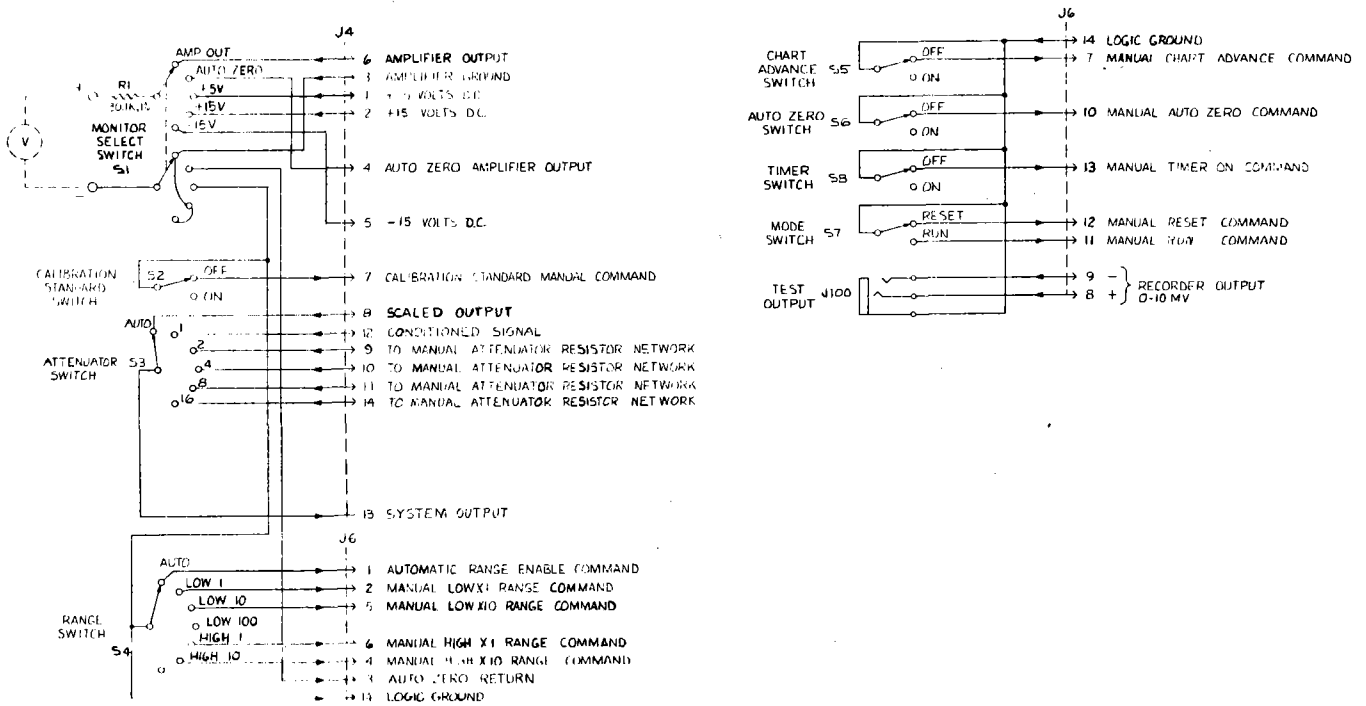 J4
AMP OUT
6 AMPLIFIER OUTPUT
AUTO ZERO
3 AMPLIFIER GROUND
+
R1
+5V
1 VOLTS D.C.
+15V
2 +15 VOLTS D.C.
-15V
V
MONITOR
SELECT
SWITCH
S1
4 AUTO ZERO AMPLIFIER OUTPUT
5 -15 VOLTS D.C.
CALIBRATION
STANDARD
SWITCH
S2
OFF
ON
7 CALIBRATION STANDARD MANUAL COMMAND
8 SCALED OUTPUT
AUTO
1
12 CONDITIONED SIGNAL
2
9 TO MANUAL ATTENUATOR RESISTOR NETWORK
ATTENUATOR
SWITCH
S3
4
10 TO MANUAL ATTENUATOR RESISTOR NETWORK
8
11 TO MANUAL ATTENUATOR RESISTOR NETWORK
16
14 TO MANUAL ATTENUATOR RESISTOR NETWORK
13 SYSTEM OUTPUT
J6
AUTO
1 AUTOMATIC RANGE ENABLE COMMAND
LOW 1
2 MANUAL LOWX1 RANGE COMMAND
LOW 10
5 MANUAL LOW X10 RANGE COMMAND
RANGE
SWITCH
S4
LOW 100
HIGH 1
6 MANUAL HIGH X1 RANGE COMMAND
HIGH 10
4 MANUAL HIGH X10 RANGE COMMAND
3 AUTO ZERO RETURN
LOGIC GROUND
J6
14 LOGIC GROUND
CHART
ADVANCE
SWITCH
S5
OFF
ON
7 MANUAL CHART ADVANCE COMMAND
AUTO ZERO
SWITCH
S6
OFF
ON
10 MANUAL AUTO ZERO COMMAND
TIMER
SWITCH
S8
OFF
ON
13 MANUAL TIMER ON COMMAND
MODE
SWITCH
S7
RESET
12 MANUAL RESET COMMAND
RUN
11 MANUAL RUN COMMAND
TEST
OUTPUT
J100
9 -
8 +
RECORDER OUTPUT
0-10 MV